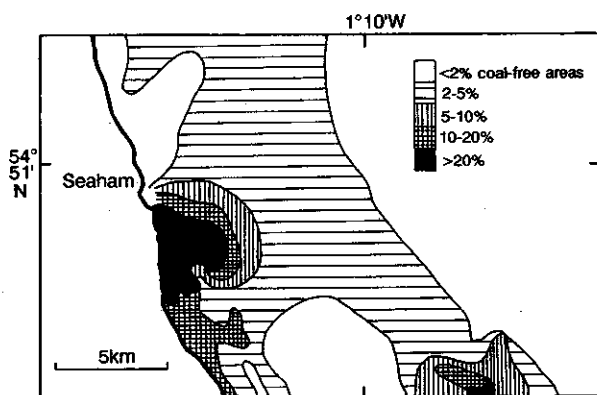 1°10'W
<2% coal-free areas
2-5%
5-10%
10-20%
>20%
54°
51'
N
Seaham
5km